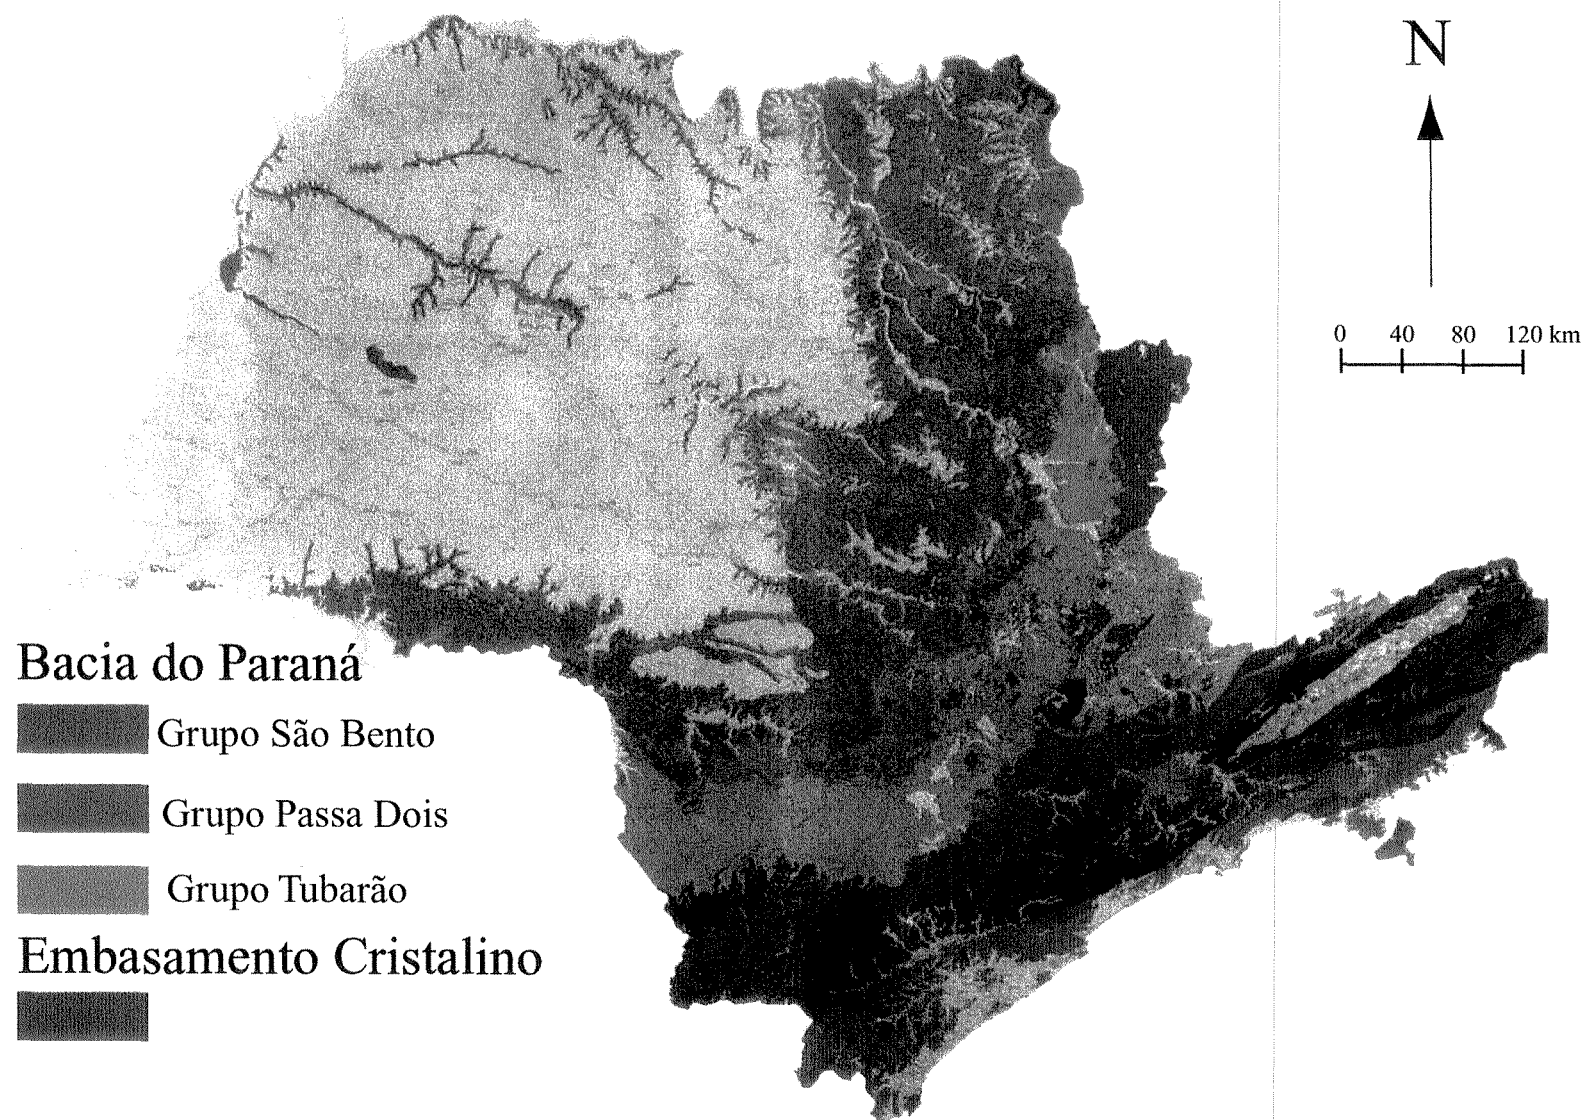 N
0 40 80 120 km
Bacia do Paraná
Grupo São Bento
Grupo Passa Dois
Grupo Tubarão
Embasamento Cristalino